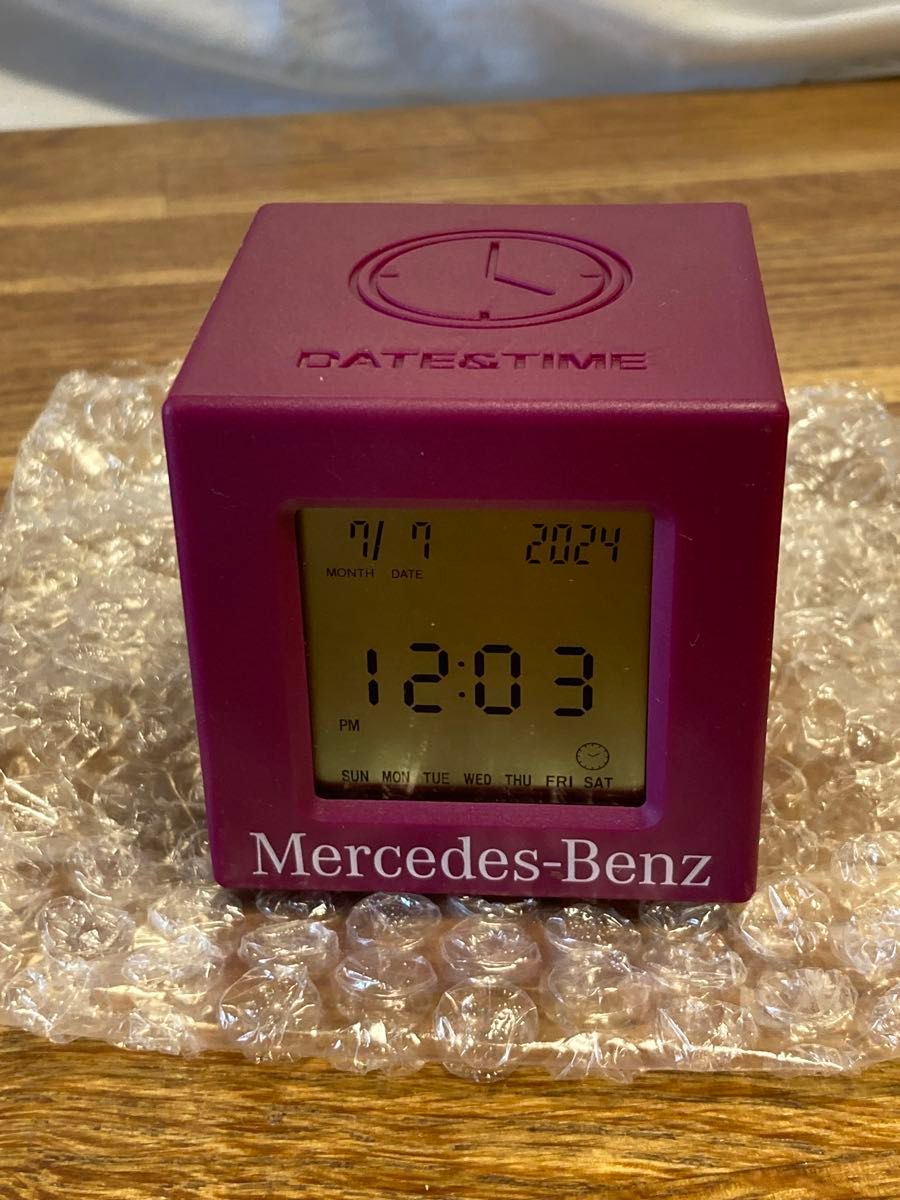 DATE&TIME
7/ 7 2024
MONTH DATE
12:03
PM
SUN MON TUE WED THU FRI SAT
Mercedes-Benz